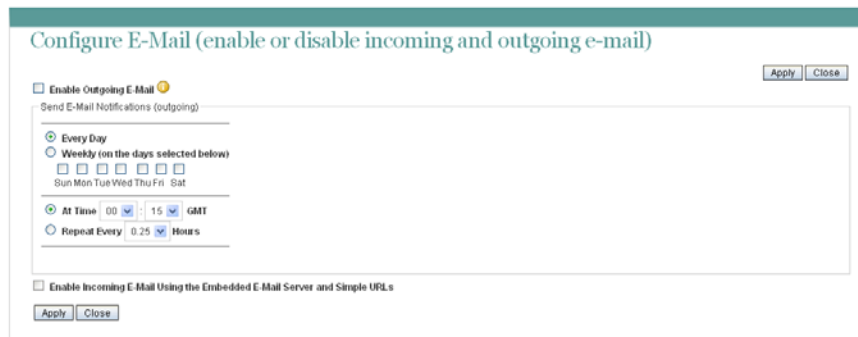 Configure E-Mail (enable or disable incoming and outgoing e-mail)
Apply Close
Enable Outgoing E-Mail
Send E-Mail Notifications (outgoing)
Every Day
Weekly (on the days selected below)
Sun Mon Tue Wed Thu Fri Sat
At Time 00 : 15 GMT
Repeat Every 0.25 Hours
Enable Incoming E-Mail Using the Embedded E-Mail Server and Simple URLs
Apply Close